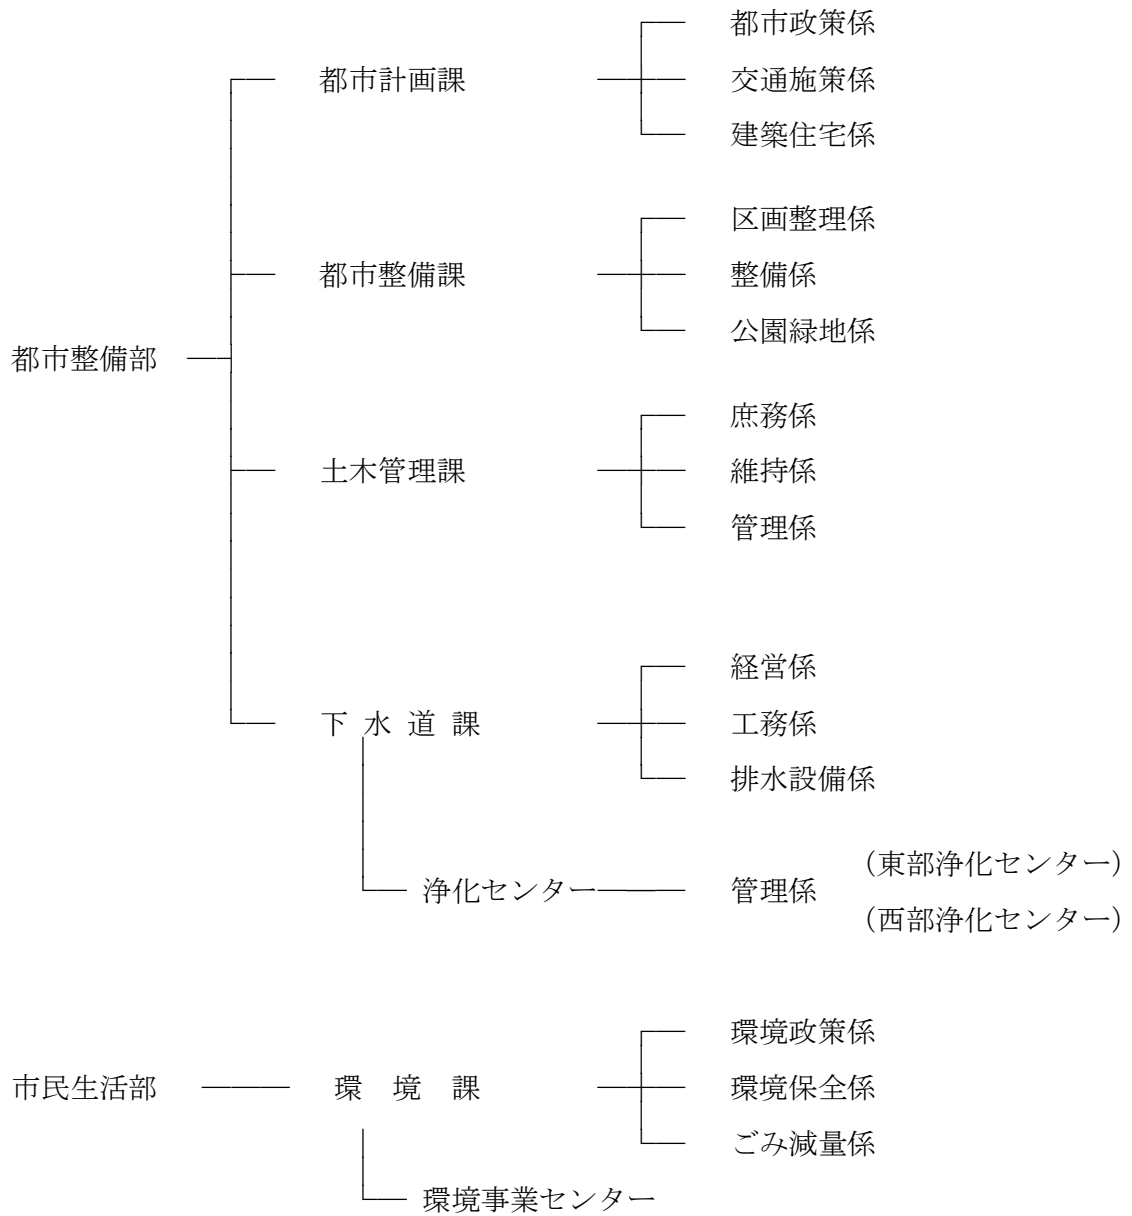 都市政策係
都市計画課 交通施策係
建築住宅係
区画整理係
都市整備課 整備係
公園緑地係
都市整備部
庶務係
土木管理課 維持係
管理係
経営係
下水道課 工務係
排水設備係
(東部浄化センター)
浄化センター 管理係
(西部浄化センター)
環境政策係
市民生活部 環境課 環境保全係
ごみ減量係
環境事業センター